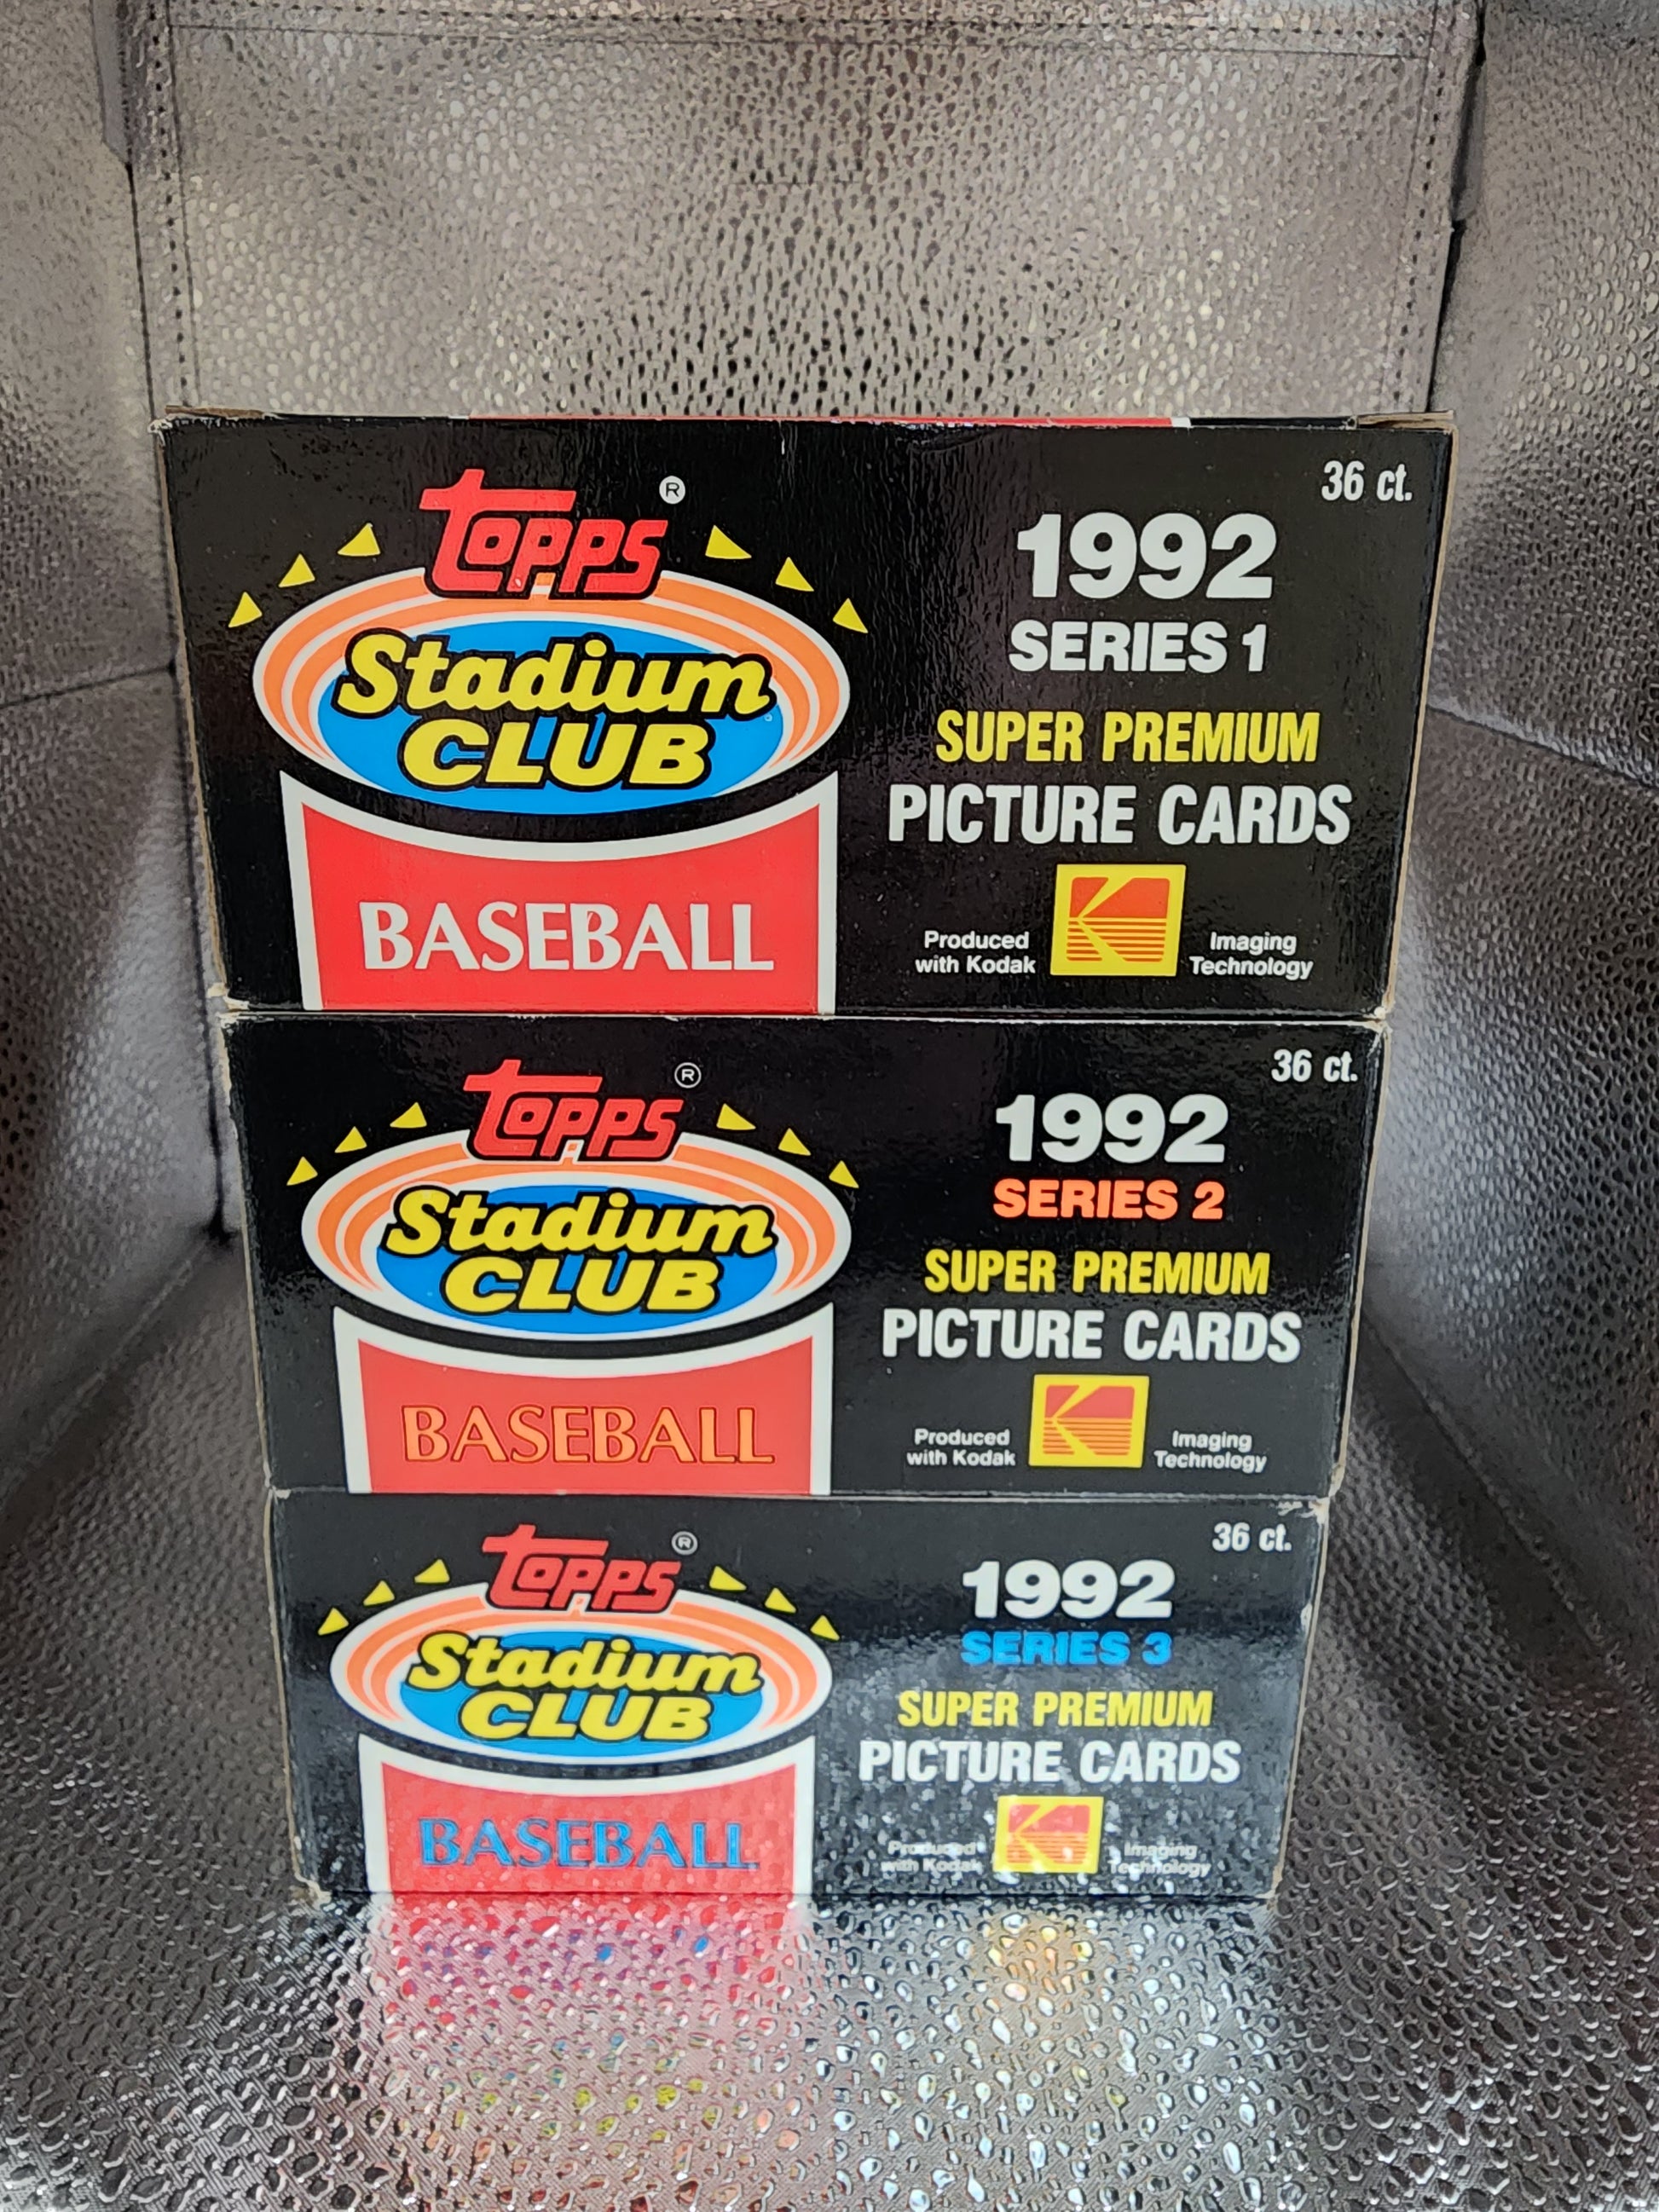 36 ct.
Topps®
Stadium
CLUB
BASEBALL
1992
SERIES 1
SUPER PREMIUM
PICTURE CARDS
Produced
with Kodak
Imaging
Technology
36 ct.
Topps®
Stadium
CLUB
BASEBALL
1992
SERIES 2
SUPER PREMIUM
PICTURE CARDS
Produced
with Kodak
Imaging
Technology
36 ct.
Topps®
Stadium
CLUB
BASEBALL
1992
SERIES 3
SUPER PREMIUM
PICTURE CARDS
Produced
with Kodak
Imaging
Technology